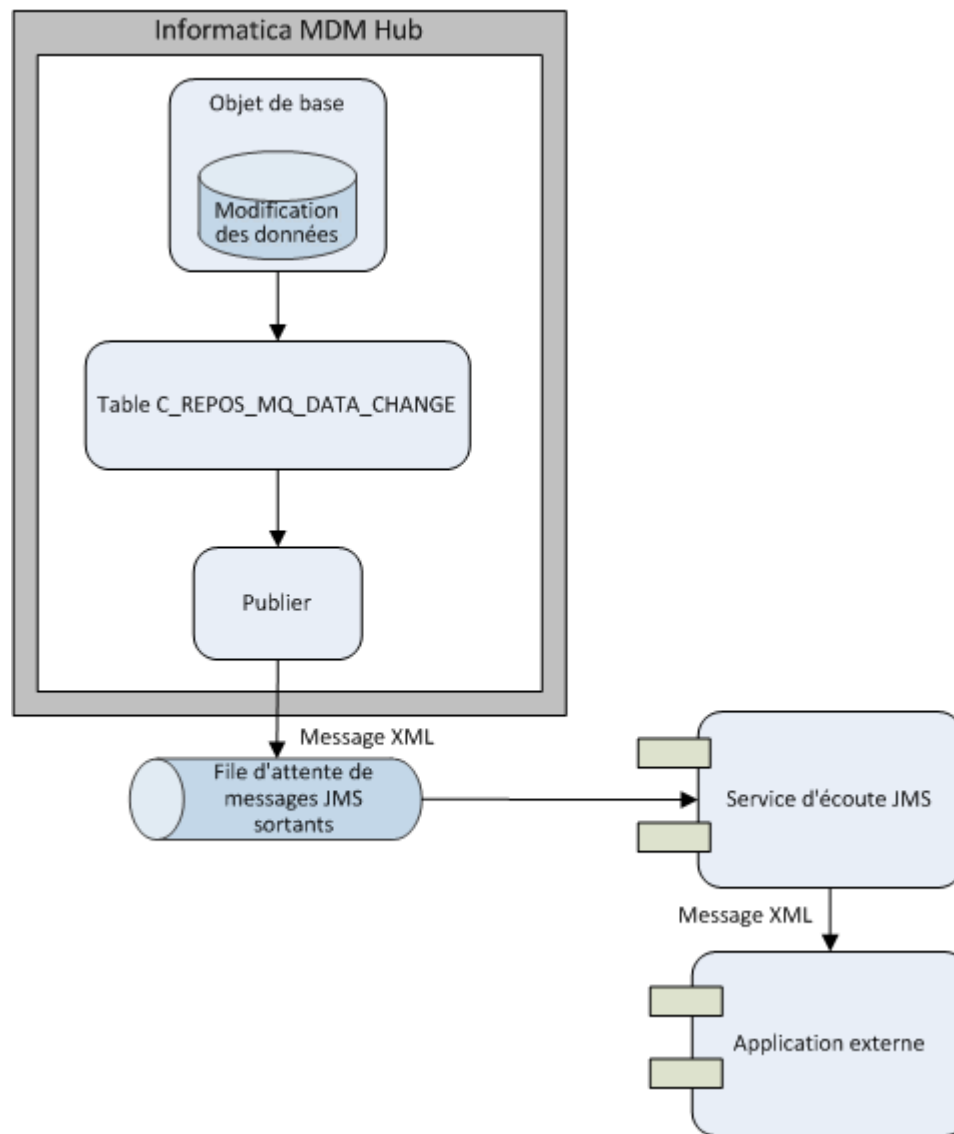 Informatica MDM Hub
Objet de base
Modification
des données
Table C_REPOS_MQ_DATA_CHANGE
Publier
Message XML
File d'attente de
messages JMS
sortants
Service d'écoute JMS
Message XML
Application externe